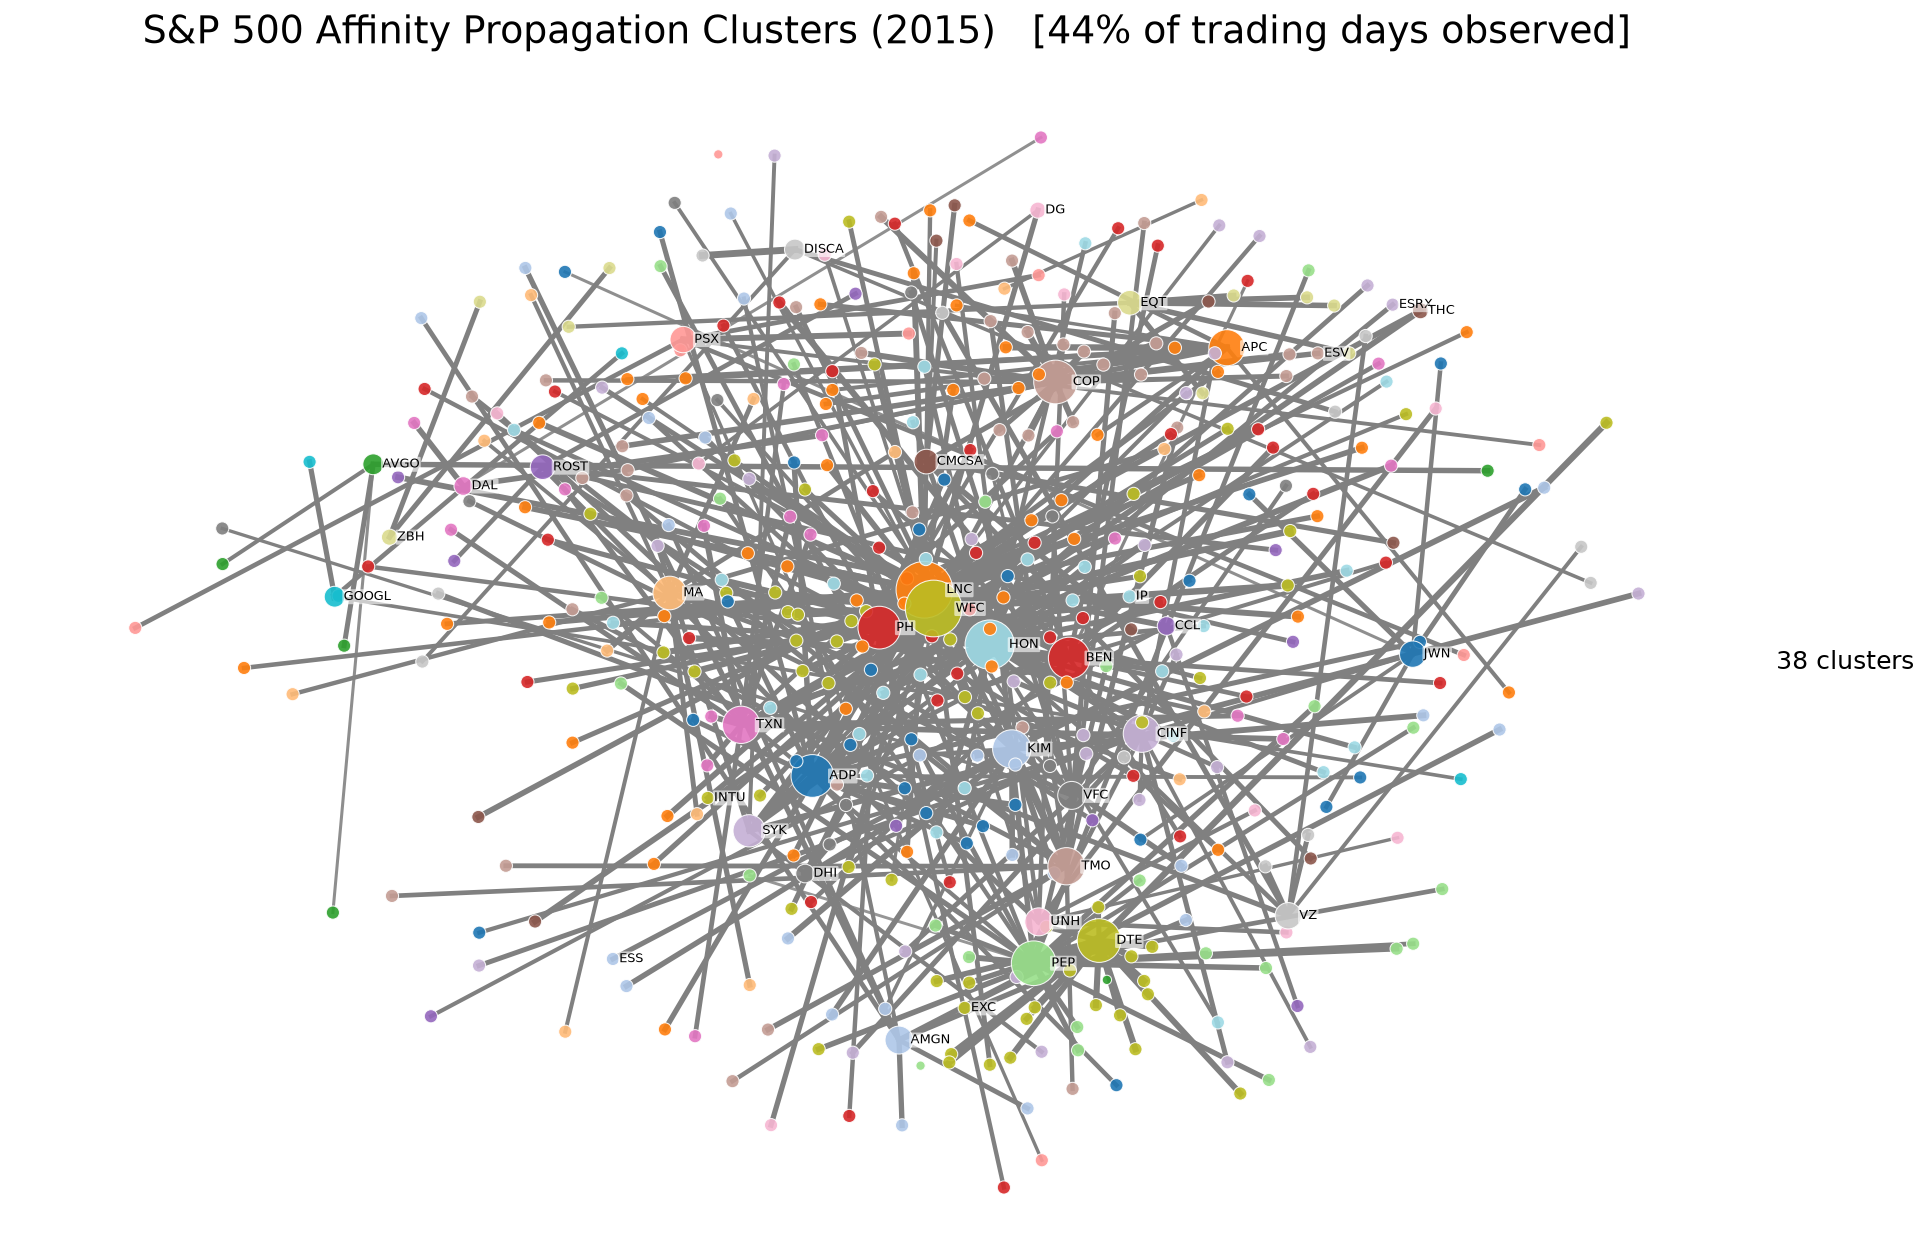 S&P 500 Affinity Propagation Clusters (2015)   [44% of trading days observed]
DG
DISCA
EQT
ESRX
THC
PSX
APC
ESV
COP
CMCSA
AVGO
ROST
DAL
ZBH
GOOGL
MA
LNC
IP
WFC
PH
CCL
HON
BEN
JWN
38 clusters
TXN
CINF
KIM
ADP
INTU
VFC
SYK
TMO
DHI
VZ
UNH
DTE
ESS
PEP
EXC
AMGN